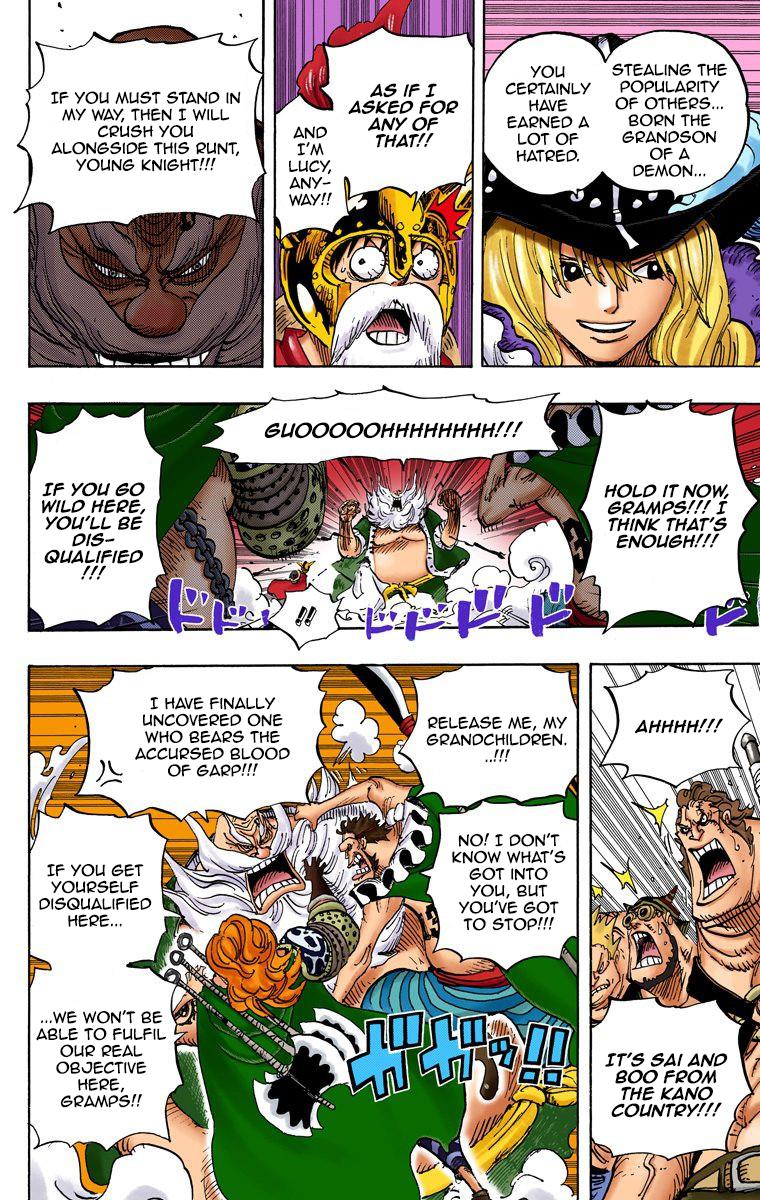 STEALING THE
POPULARITY
OF OTHERS...
BORN THE
GRANDSON
OF A
DEMON...
YOU
CERTAINLY
HAVE
EARNED A
LOT OF
HATRED.
AS IF I
ASKED FOR
ANY OF
THAT!!
AND
I'M
LUCY,
ANY-
WAY!!
IF YOU MUST STAND IN
MY WAY, THEN I WILL
CRUSH YOU
ALONGSIDE THIS RUNT,
YOUNG KNIGHT!!!
HOLD IT NOW,
GRAMPS!!! I
THINK THAT'S
ENOUGH!!!
GUOOOOOHHHHHHHH!!!
IF YOU GO
WILD HERE,
YOU'LL BE
DIS-
QUALIFIED
!!!
!!
ドドドドドドド
AHHHH!!!
IT'S SAI AND
BOO FROM
THE KANO
COUNTRY!!!
RELEASE ME, MY
GRANDCHILDREN.
..!!!
I HAVE FINALLY
UNCOVERED ONE
WHO BEARS THE
ACCURSED BLOOD
OF GARP!!!
NO! I DON'T
KNOW WHAT'S
GOT INTO
YOU, BUT
YOU'VE GOT
TO STOP!!!
IF YOU GET
YOURSELF
DISQUALIFIED
HERE...
...WE WON'T BE
ABLE TO FULFIL
OUR REAL
OBJECTIVE
HERE,
GRAMPS!!
ガガッ!!